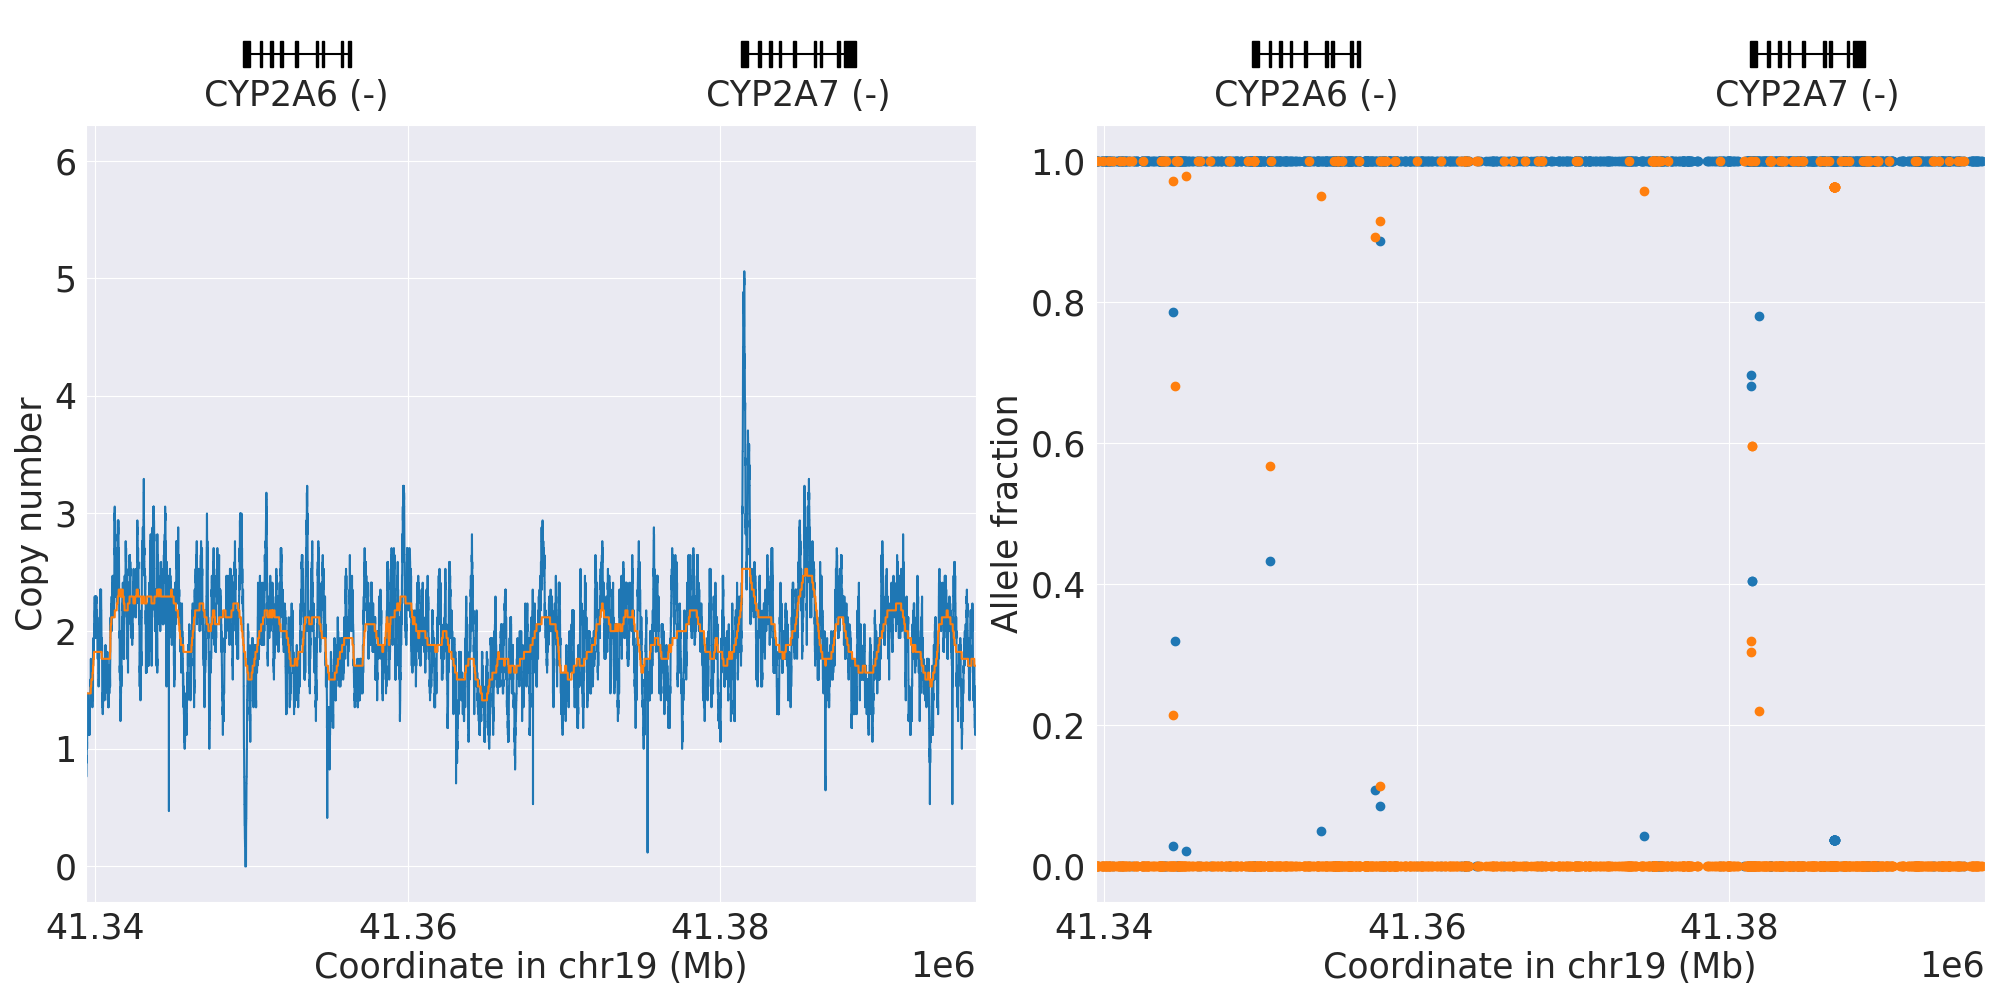 CYP2A6 (-)
CYP2A7 (-)
6
5
4
3
2
1
0
Copy number
41.34
41.36
41.38
Coordinate in chr19 (Mb)
1e6
CYP2A6 (-)
CYP2A7 (-)
1.0
0.8
0.6
0.4
0.2
0.0
Allele fraction
41.34
41.36
41.38
Coordinate in chr19 (Mb)
1e6